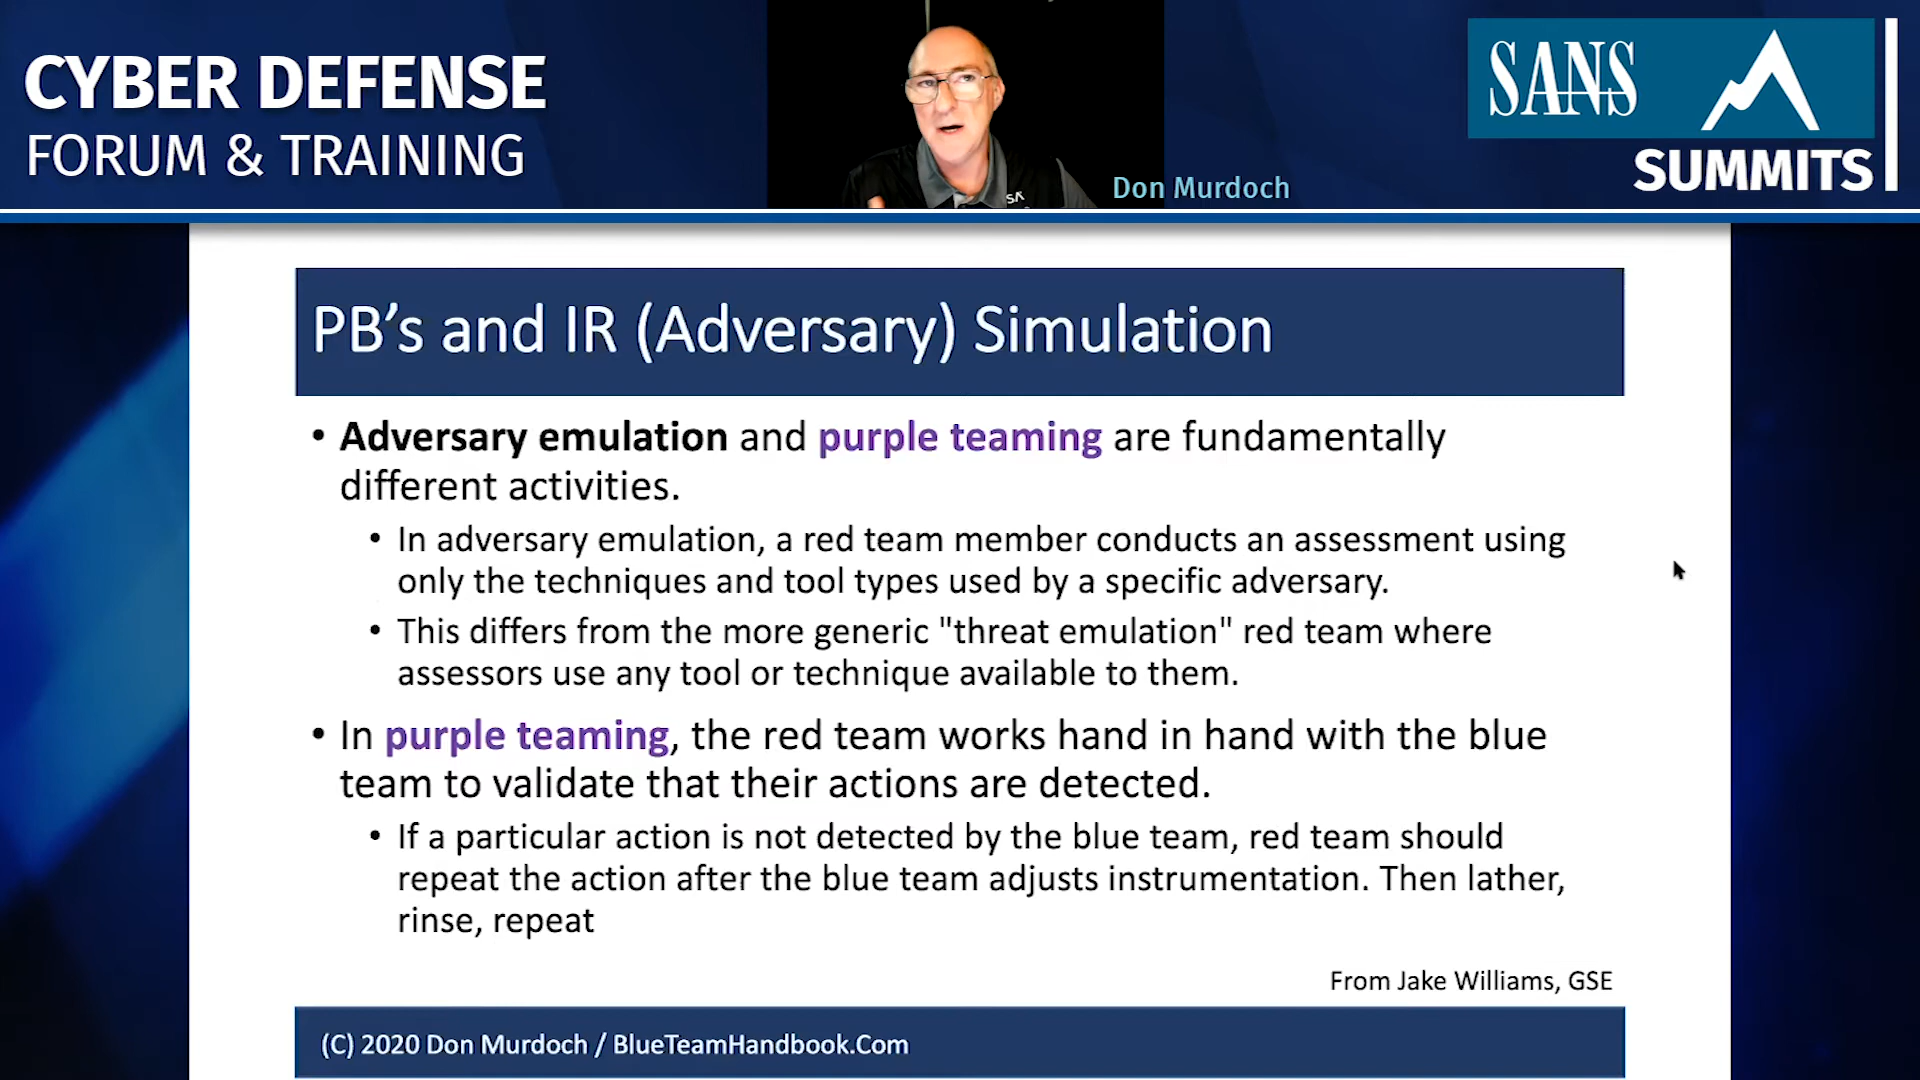 CYBER DEFENSE
FORUM & TRAINING
SA
Don Murdoch
SANS
SUMMITS
PB’s and IR (Adversary) Simulation
• Adversary emulation and purple teaming are fundamentally
different activities.
• In adversary emulation, a red team member conducts an assessment using
only the techniques and tool types used by a specific adversary.
• This differs from the more generic "threat emulation" red team where
assessors use any tool or technique available to them.
• In purple teaming, the red team works hand in hand with the blue
team to validate that their actions are detected.
• If a particular action is not detected by the blue team, red team should
repeat the action after the blue team adjusts instrumentation. Then lather,
rinse, repeat
From Jake Williams, GSE
(C) 2020 Don Murdoch / BlueTeamHandbook.Com